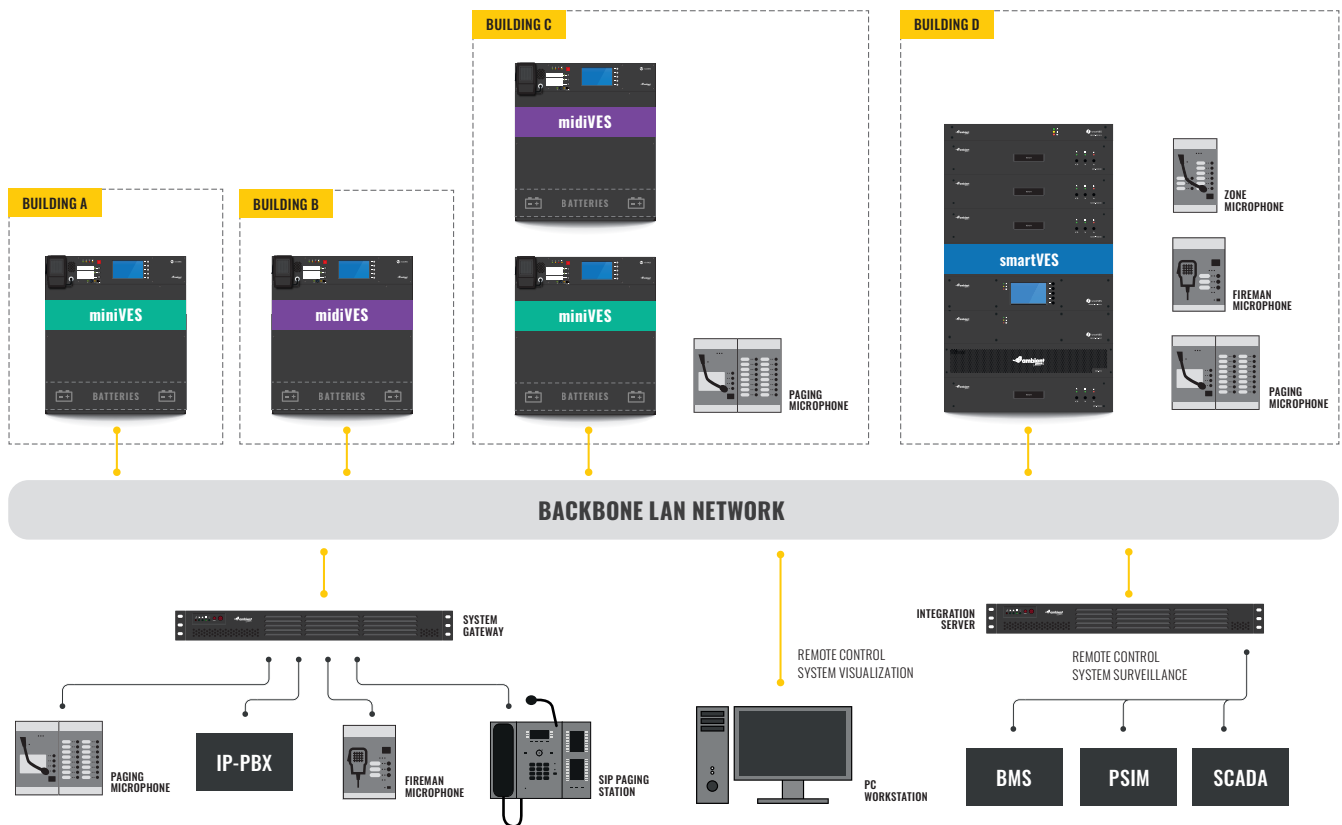 BUILDING A
miniVES
BATTERIES
BUILDING B
midiVES
BATTERIES
BUILDING C
midiVES
BATTERIES
miniVES
BATTERIES
PAGING
MICROPHONE
BUILDING D
smartVES
ambient
ZONE
MICROPHONE
FIREMAN
MICROPHONE
PAGING
MICROPHONE
BACKBONE LAN NETWORK
SYSTEM
GATEWAY
PAGING
MICROPHONE
IP-PBX
FIREMAN
MICROPHONE
SIP PAGING
STATION
REMOTE CONTROL
SYSTEM VISUALIZATION
PC
WORKSTATION
INTEGRATION
SERVER
REMOTE CONTROL
SYSTEM SURVEILLANCE
BMS
PSIM
SCADA